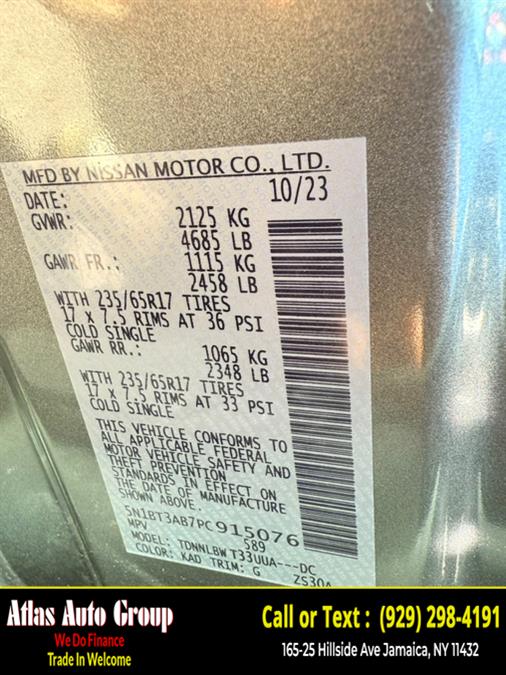 MFD BY NISSAN MOTOR CO., LTD.
DATE: 10/23
GVWR: 2125 KG
4685 LB
GAWR FR.: 1115 KG
2458 LB
WITH 235/65R17 TIRES
17 x 7.5 RIMS AT 36 PSI
COLD SINGLE
GAWR RR.: 1065 KG
2348 LB
WITH 235/65R17 TIRES
17 x 7.5 RIMS AT 33 PSI
COLD SINGLE
THIS VEHICLE CONFORMS TO
ALL APPLICABLE FEDERAL
MOTOR VEHICLE SAFETY AND
THEFT PREVENTION
STANDARDS IN EFFECT ON
THE DATE OF MANUFACTURE
SHOWN ABOVE.
5N1BT3AB7PC915076
MPV 589
MODEL: TDNNLBW T33UUA---DC
COLOR: KAD TRIM: G ZS30A
Atlas Auto Group
We Do Finance
Trade In Welcome
Call or Text : (929) 298-4191
165-25 Hillside Ave Jamaica, NY 11432